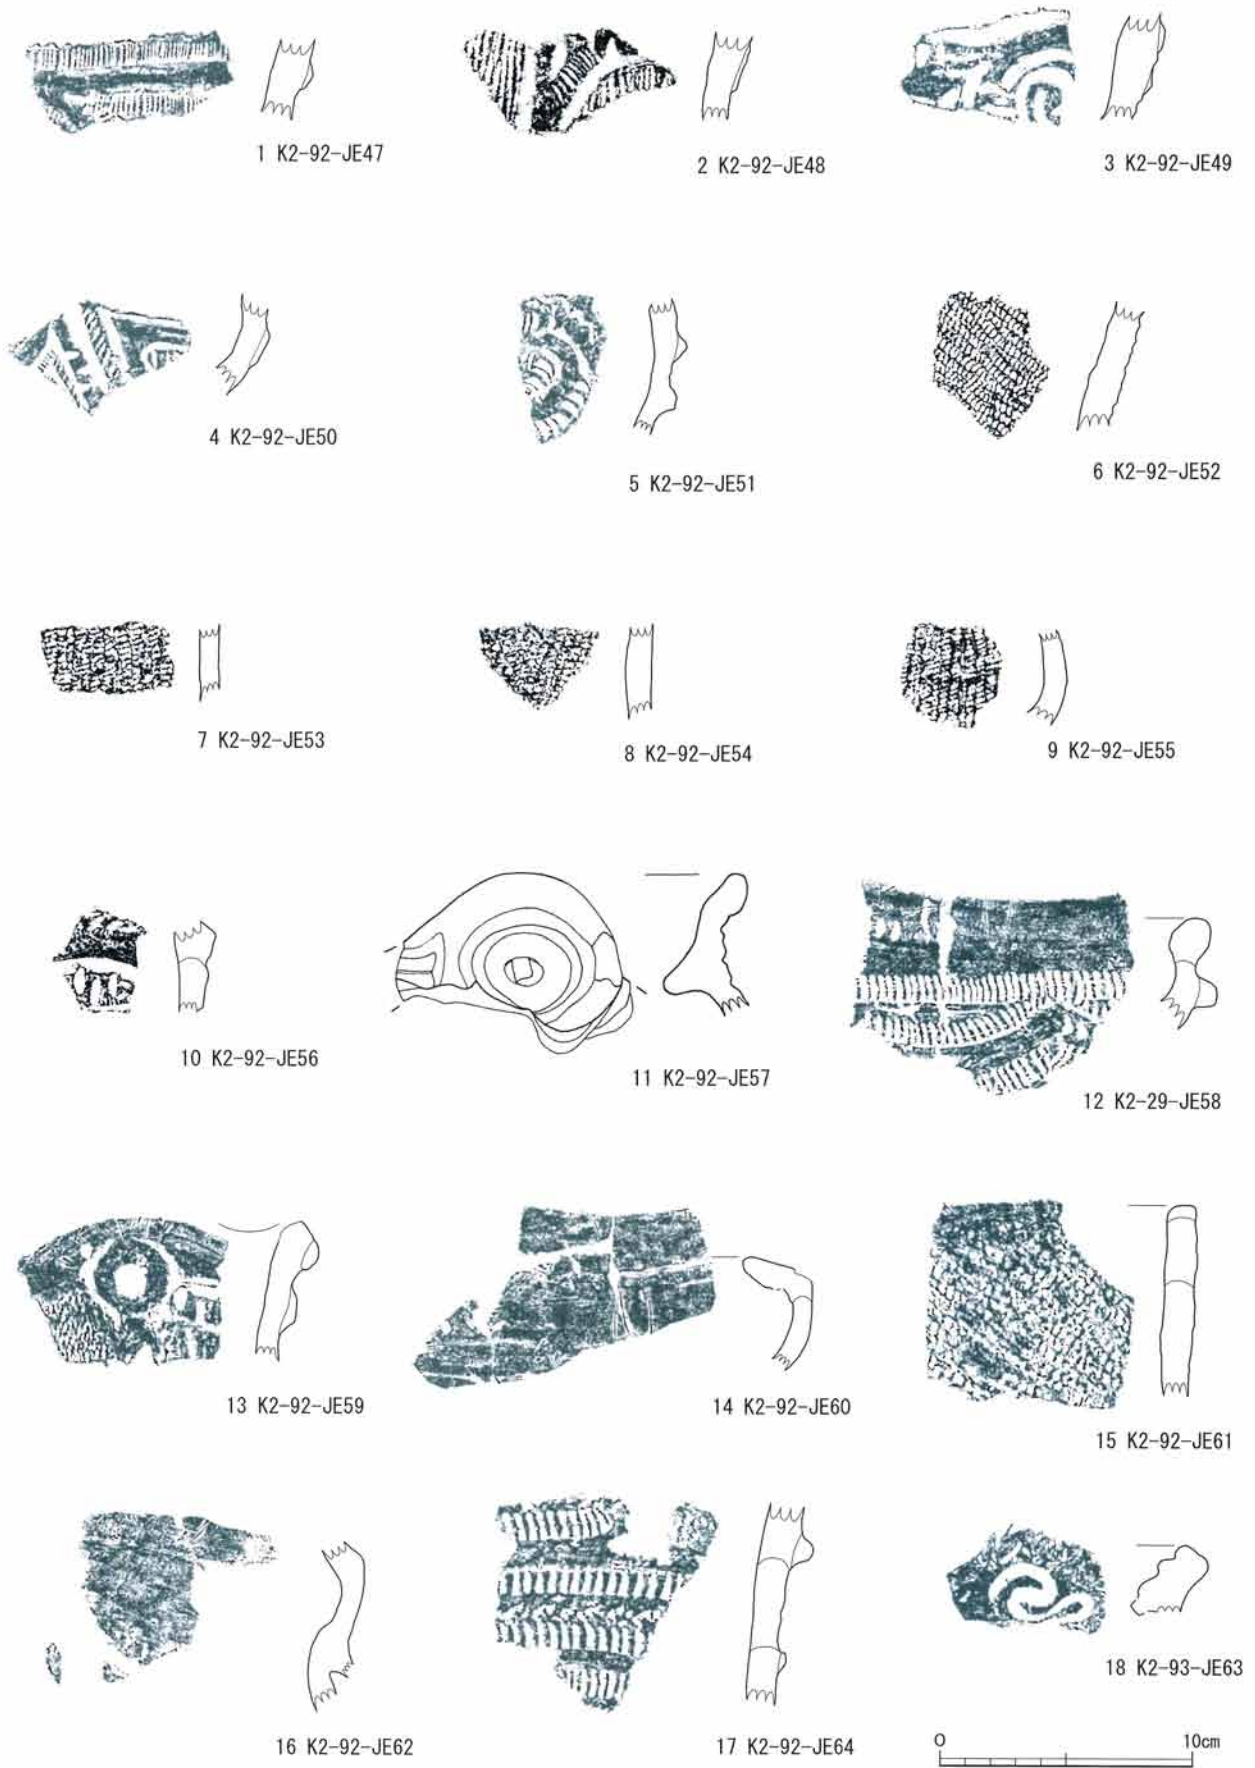 1 K2-92-JE47
2 K2-92-JE48
3 K2-92-JE49
4 K2-92-JE50
5 K2-92-JE51
6 K2-92-JE52
7 K2-92-JE53
8 K2-92-JE54
9 K2-92-JE55
10 K2-92-JE56
11 K2-92-JE57
12 K2-29-JE58
13 K2-92-JE59
14 K2-92-JE60
15 K2-92-JE61
16 K2-92-JE62
17 K2-92-JE64
18 K2-93-JE63
0 10cm